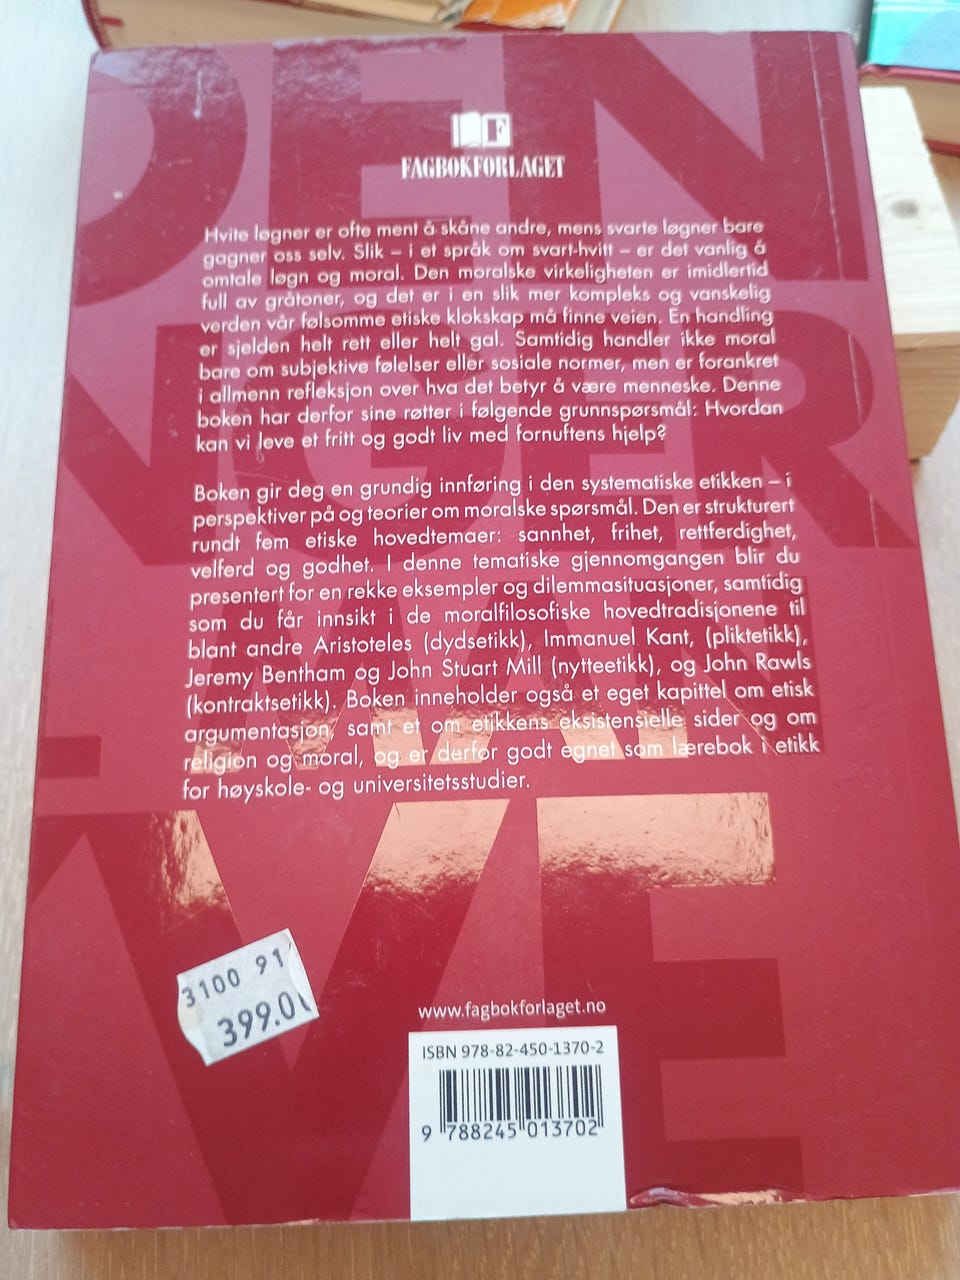 DEN
NGER
MAN
VE
F
FAGBOKFORLAGET
Hvite løgner er ofte ment å skåne andre, mens svarte løgner bare
gagner oss selv. Slik – i et språk om svart-hvitt – er det vanlig å
omtale løgn og moral. Den moralske virkeligheten er imidlertid
full av gråtoner, og det er i en slik mer kompleks og vanskelig
verden vår følsomme etiske klokskap må finne veien. En handling
er sjelden helt rett eller helt gal. Samtidig handler ikke moral
bare om subjektive følelser eller sosiale normer, men er forankret
i allmenn refleksjon over hva det betyr å være menneske. Denne
boken har derfor sine røtter i følgende grunnspørsmål: Hvordan
kan vi leve et fritt og godt liv med fornuftens hjelp?
Boken gir deg en grundig innføring i den systematiske etikken – i
perspektiver på og teorier om moralske spørsmål. Den er strukturert
rundt fem etiske hovedtemaer: sannhet, frihet, rettferdighet,
velferd og godhet. I denne tematiske gjennomgangen blir du
presentert for en rekke eksempler og dilemmasituasjoner, samtidig
som du får innsikt i de moralfilosofiske hovedtradisjonene til
blant andre Aristoteles (dydsetikk), Immanuel Kant, (pliktetikk),
Jeremy Bentham og John Stuart Mill (nytteetikk), og John Rawls
(kontraktsetikk). Boken inneholder også et eget kapittel om etisk
argumentasjon, samt et om etikkens eksistensielle sider og om
religion og moral, og er derfor godt egnet som lærebok i etikk
for høyskole- og universitetsstudier.
3100 91
399.0
www.fagbokforlaget.no
ISBN 978-82-450-1370-2
9 788245 013702